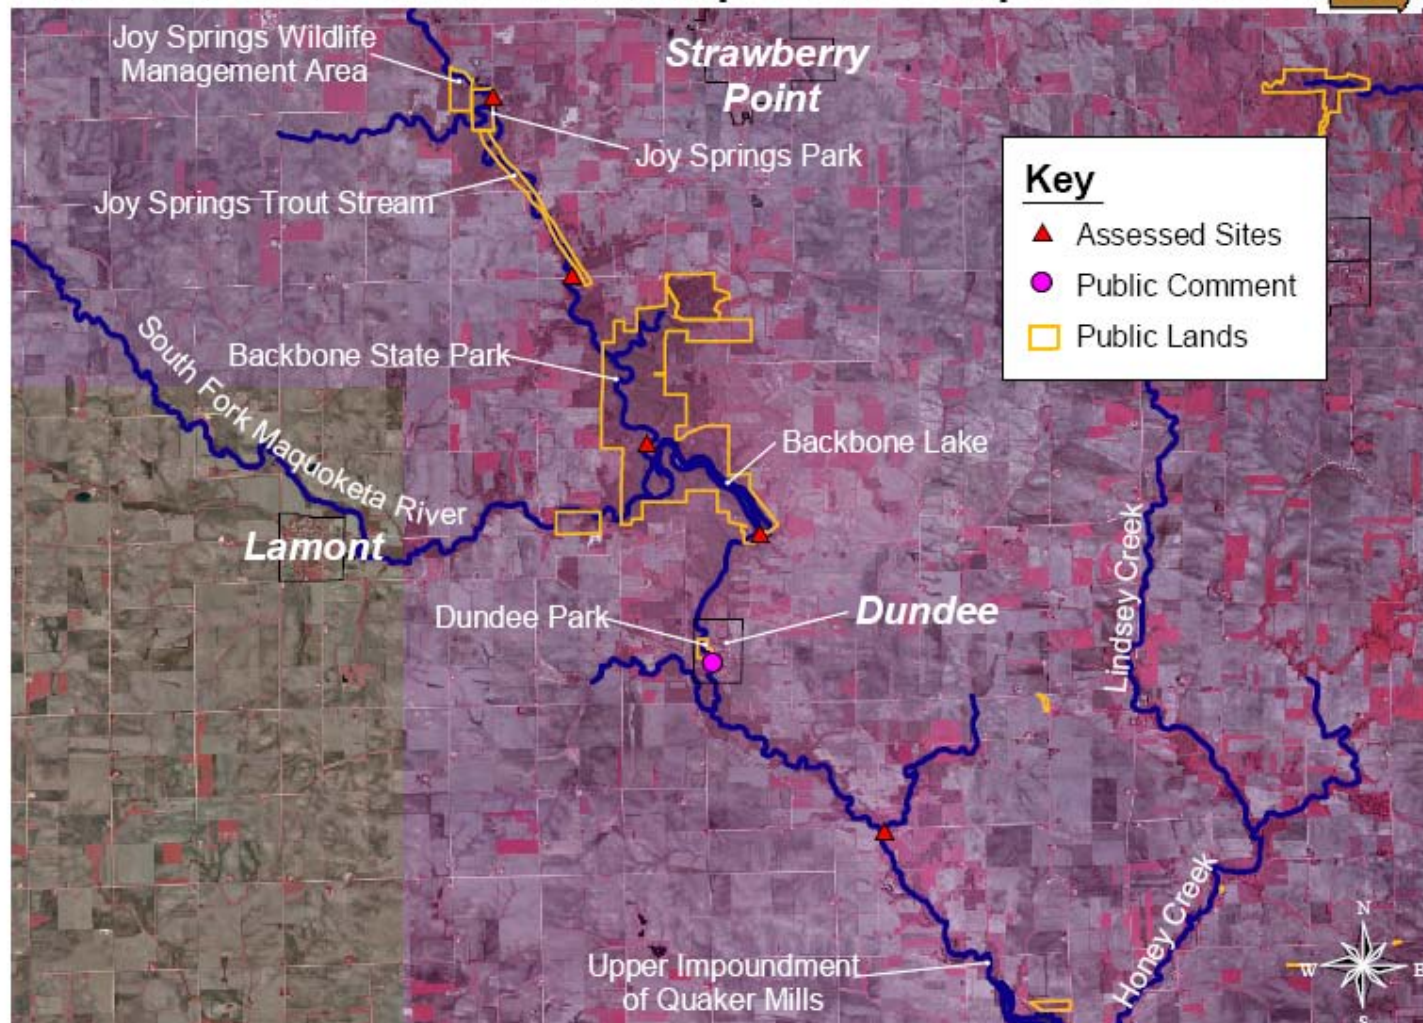 Joy Springs Wildlife
Management Area
Strawberry
Point
Joy Springs Park
Joy Springs Trout Stream
Key
Assessed Sites
Public Comment
Public Lands
South Fork Maquoketa River
Backbone State Park
Backbone Lake
Lamont
Lindsey Creek
Dundee Park
Dundee
Upper Impoundment
of Quaker Mills
Honey Creek
N
W
E
S